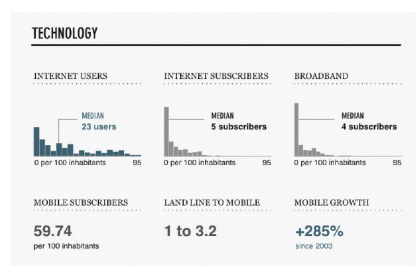 TECHNOLOGY
INTERNET USERS
MEDIAN
23 users
0 per 100 inhabitants 95
INTERNET SUBSCRIBERS
MEDIAN
5 subscribers
0 per 100 inhabitants 95
BROADBAND
MEDIAN
4 subscribers
0 per 100 inhabitants 95
MOBILE SUBSCRIBERS
59.74
per 100 inhabitants
LAND LINE TO MOBILE
1 to 3.2
MOBILE GROWTH
+285%
since 2003